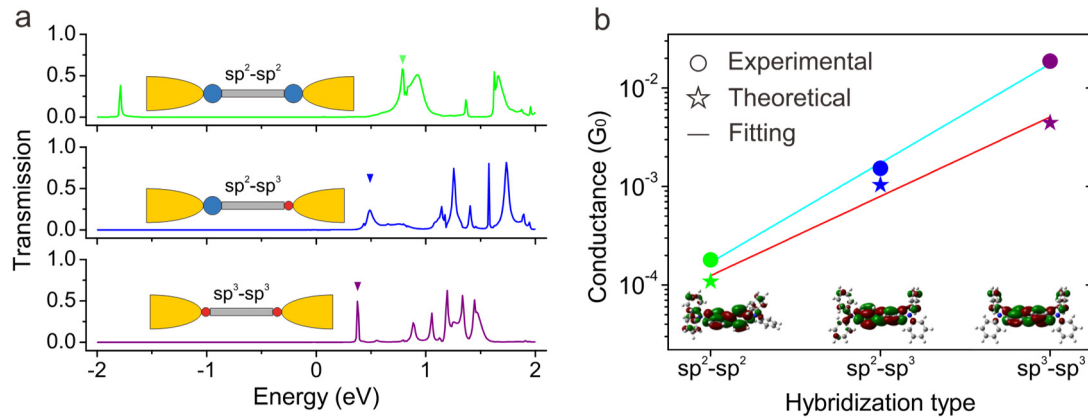 a
Transmission
1.0
0.5
0.0
sp²-sp²
1.0
0.5
0.0
sp²-sp³
1.0
0.5
0.0
sp³-sp³
-2
-1
0
1
2
Energy (eV)
b
Conductance (G₀)
10⁻²
10⁻³
10⁻⁴
Experimental
Theoretical
Fitting
sp²-sp²
sp²-sp³
sp³-sp³
Hybridization type